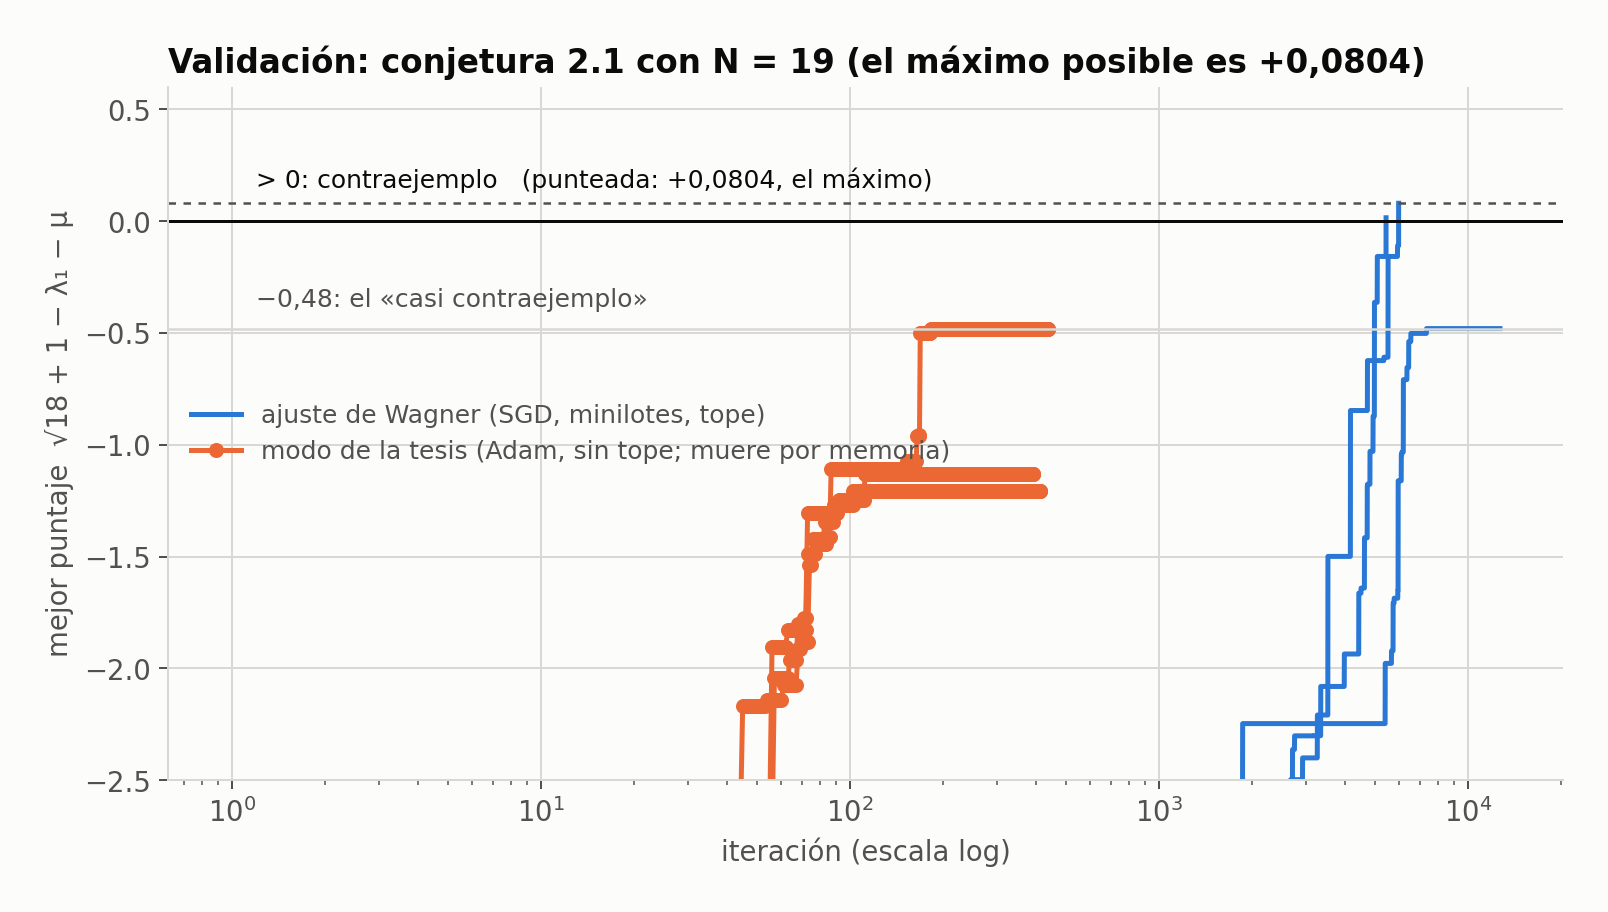 Validación: conjetura 2.1 con N = 19 (el máximo posible es +0,0804)
mejor puntaje √18 + 1 − λ₁ − μ
0.5
0.0
−0.5
−1.0
−1.5
−2.0
−2.5
> 0: contraejemplo (punteada: +0,0804, el máximo)
−0,48: el «casi contraejemplo»
ajuste de Wagner (SGD, minilotes, tope)
modo de la tesis (Adam, sin tope; muere por memoria)
10⁰ 10¹ 10² 10³ 10⁴
iteración (escala log)